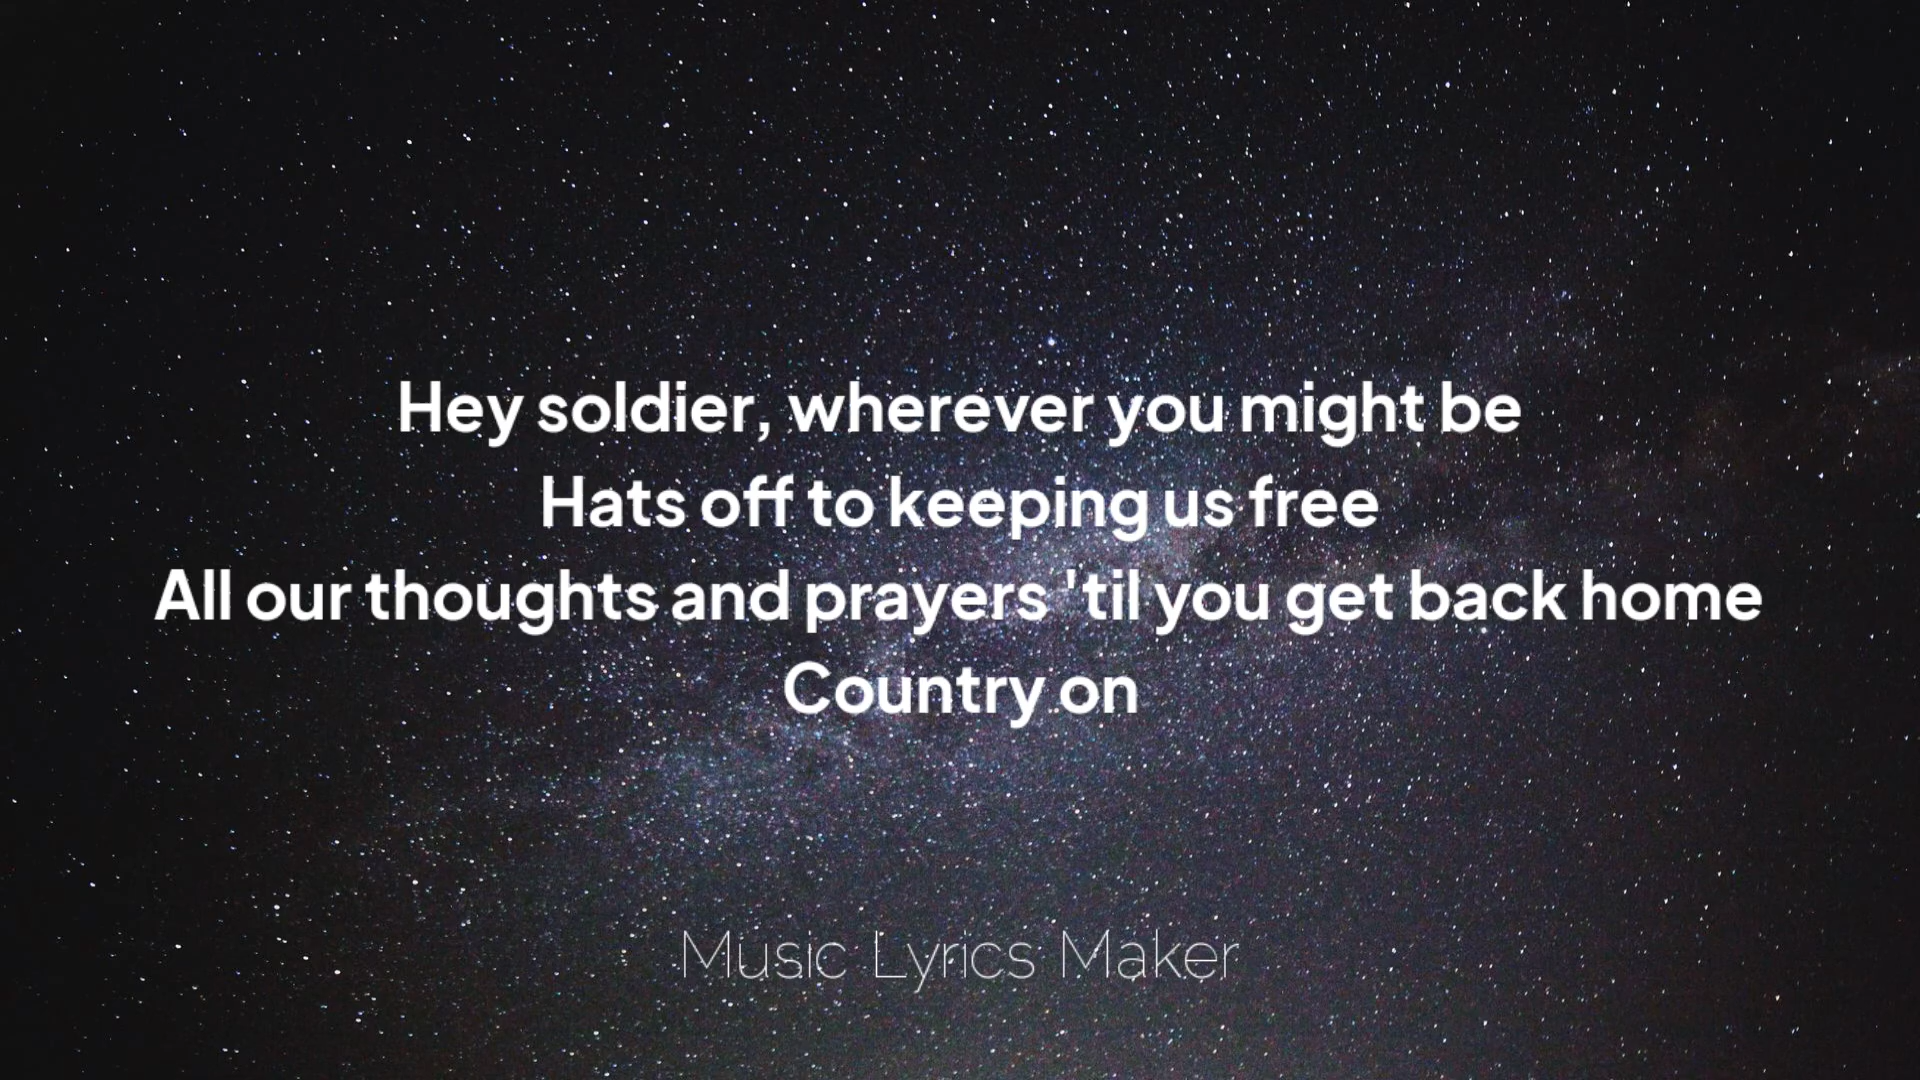 Hey soldier, wherever you might be
Hats off to keeping us free
All our thoughts and prayers 'til you get back home
Country on
Music Lyrics Maker